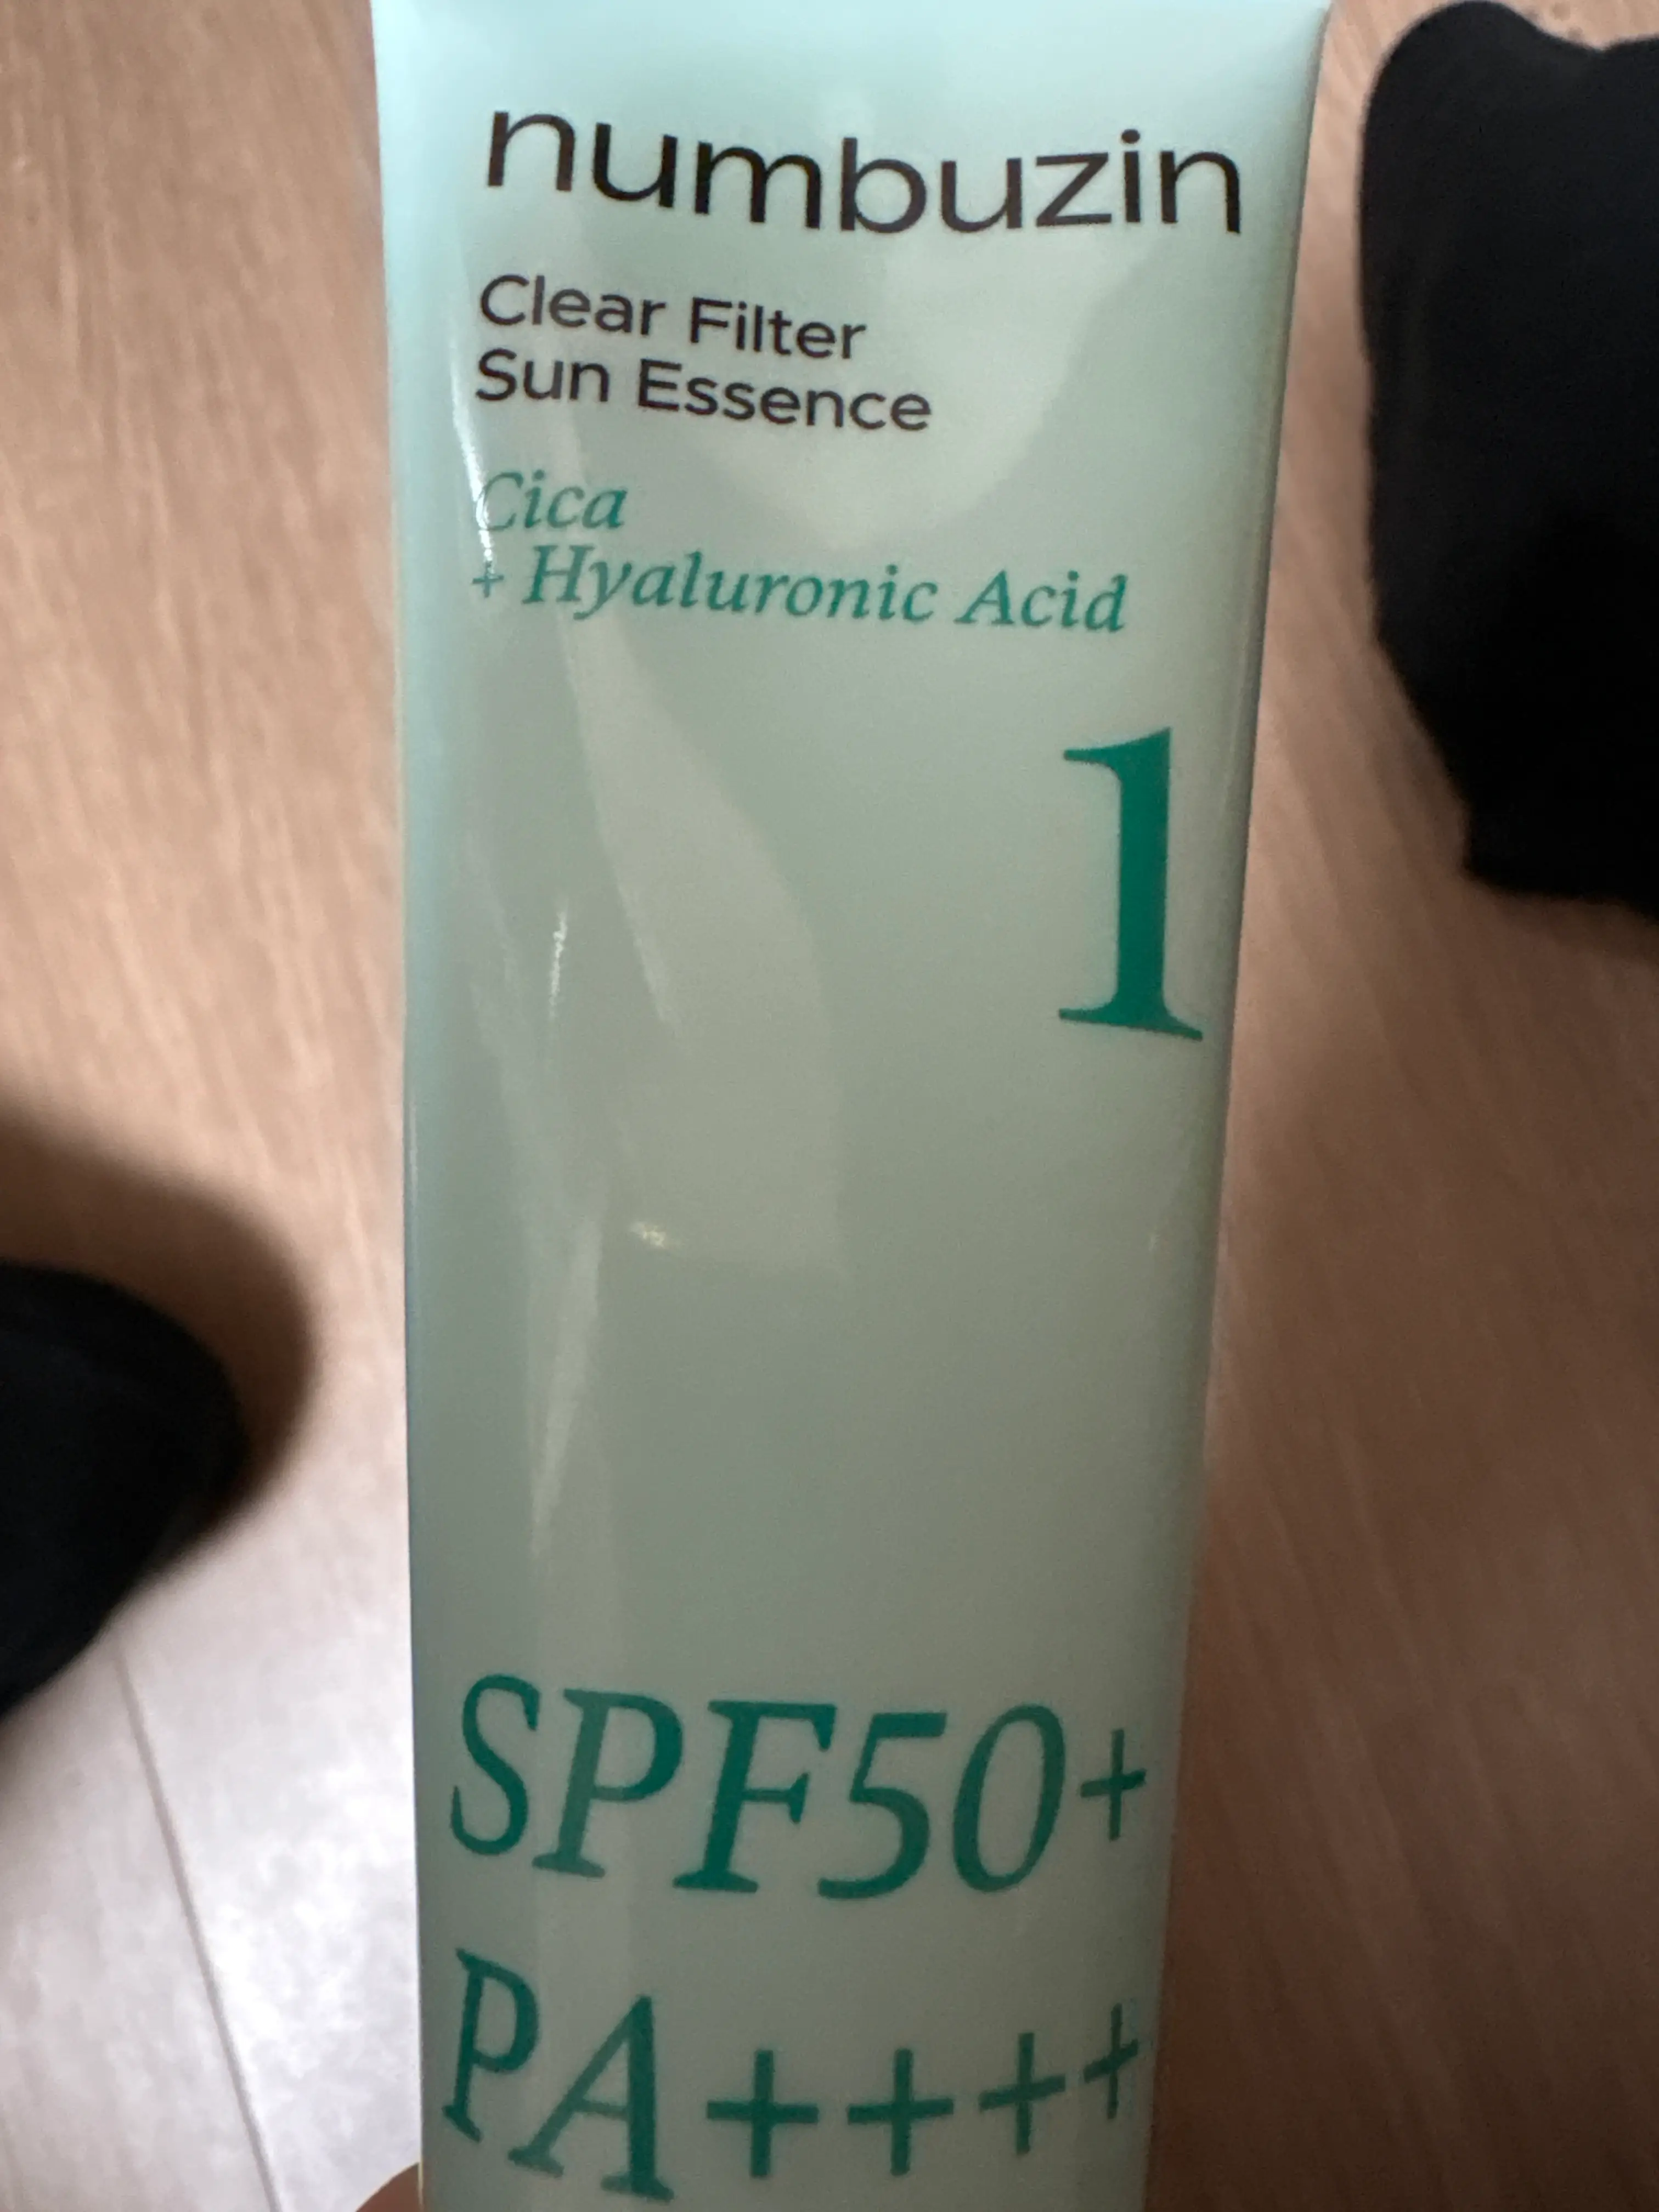 numbuzin
Clear Filter
Sun Essence
Cica
+ Hyaluronic Acid
1
SPF50+
PA++++